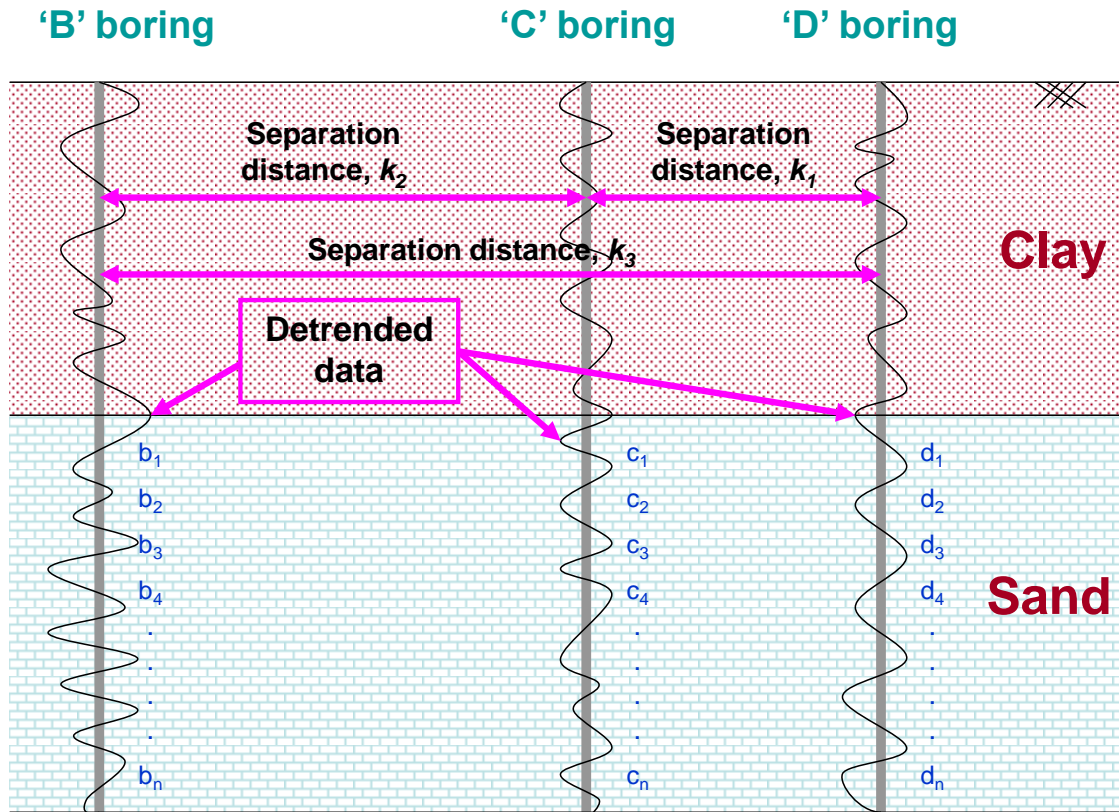 ‘B’ boring ‘C’ boring ‘D’ boring
Separation
distance, k₂
Separation
distance, k₁
Separation distance, k₃
Clay
Detrended
data
b₁ c₁ d₁
b₂ c₂ d₂
b₃ c₃ d₃
b₄ c₄ d₄
Sand
. . .
. . .
. . .
bₙ cₙ dₙ